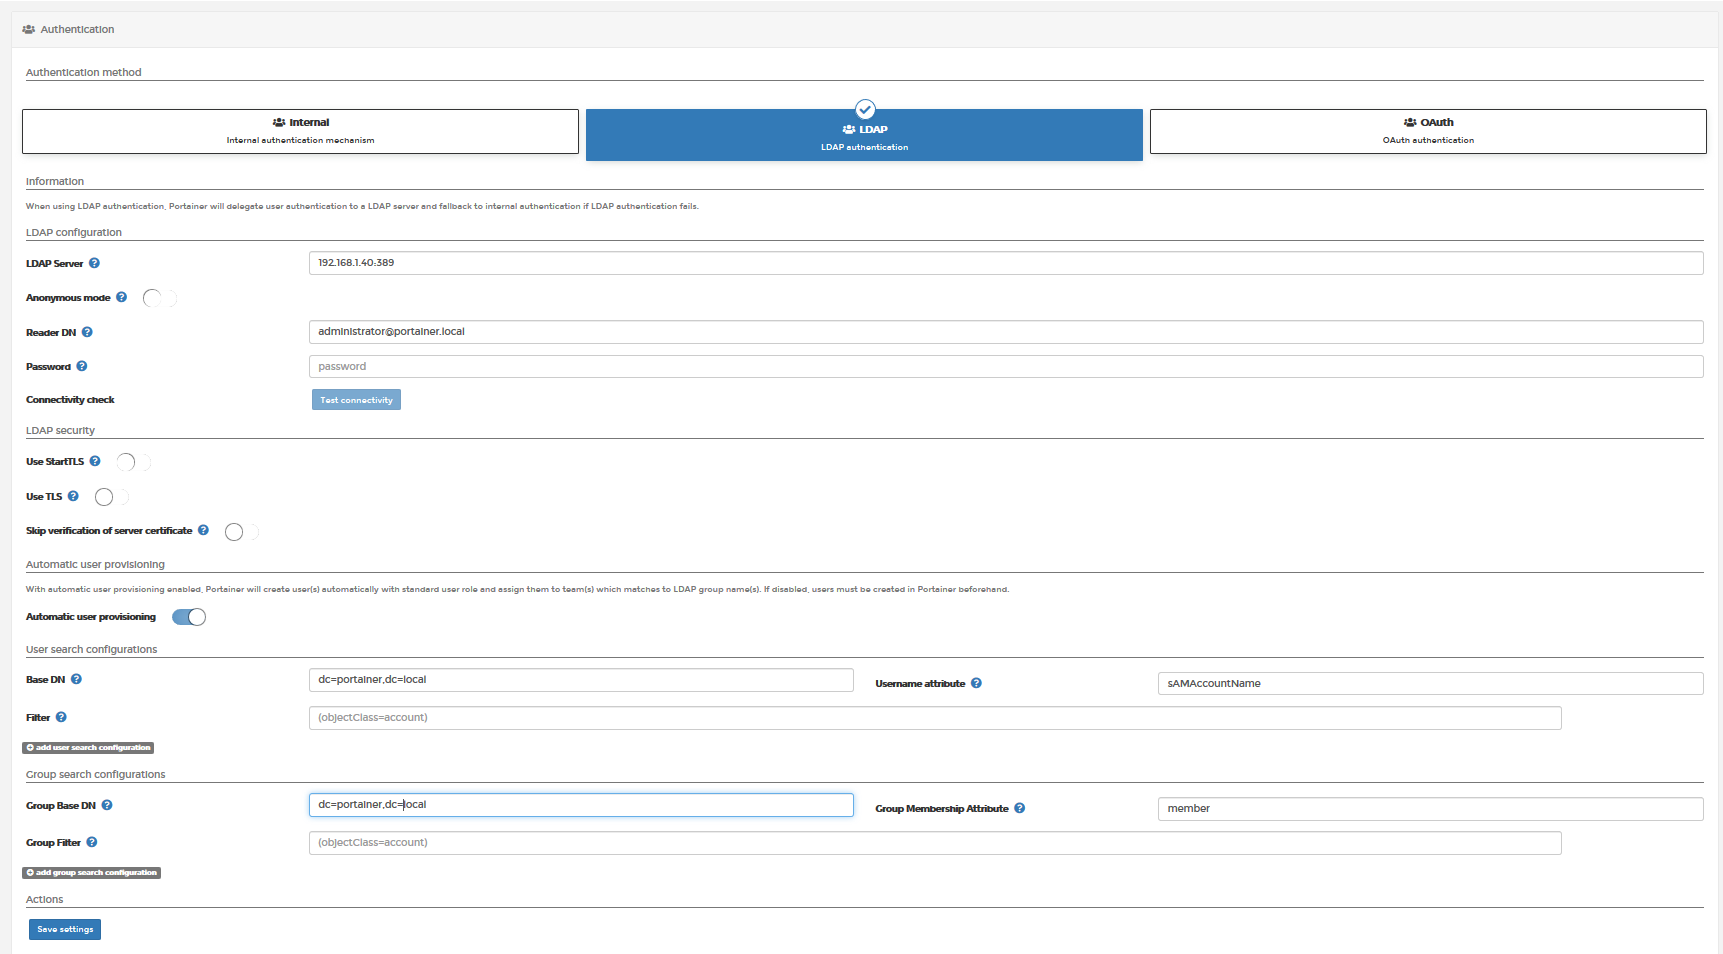 Authentication
Authentication method
Internal
Internal authentication mechanism
LDAP
LDAP authentication
OAuth
OAuth authentication
Information
When using LDAP authentication, Portainer will delegate user authentication to a LDAP server and fallback to internal authentication if LDAP authentication fails.
LDAP configuration
LDAP Server ? 192.168.1.40:389
Anonymous mode ?
Reader DN ? administrator@portainer.local
Password ? password
Connectivity check Test connectivity
LDAP security
Use StartTLS ?
Use TLS ?
Skip verification of server certificate ?
Automatic user provisioning
With automatic user provisioning enabled, Portainer will create user(s) automatically with standard user role and assign them to team(s) which matches to LDAP group name(s). If disabled, users must be created in Portainer beforehand.
Automatic user provisioning
User search configurations
Base DN ? dc=portainer,dc=local Username attribute ? sAMAccountName
Filter ? (objectClass=account)
add user search configuration
Group search configurations
Group Base DN ? dc=portainer,dc=local Group Membership Attribute ? member
Group Filter ? (objectClass=account)
add group search configuration
Actions
Save settings